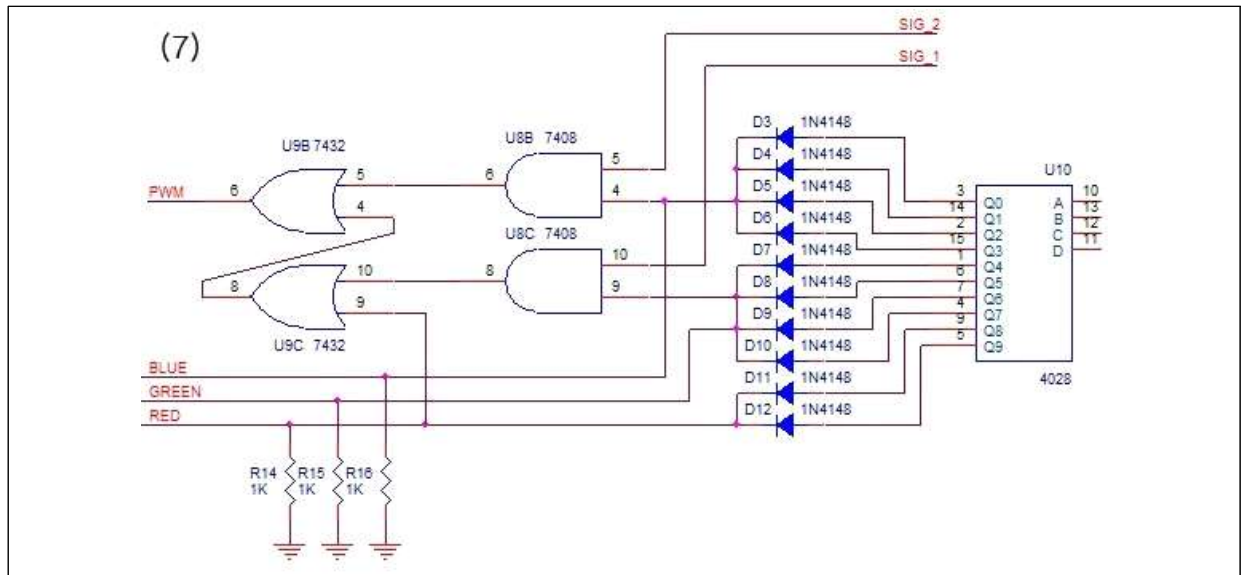 (7)
SIG_2
SIG_1
D3 1N4148
D4 1N4148
D5 1N4148
D6 1N4148
D7 1N4148
D8 1N4148
D9 1N4148
D10 1N4148
D11 1N4148
D12 1N4148
U9B 7432
6
5
4
PWM
U8B 7408
6
5
4
U8C 7408
8
10
9
8
10
9
U9C 7432
U10
3 Q0
14 Q1
2 Q2
15 Q3
1 Q4
6 Q5
7 Q6
4 Q7
9 Q8
5 Q9
A 10
B 13
C 12
D 11
4028
BLUE
GREEN
RED
R14
1K
R15
1K
R16
1K